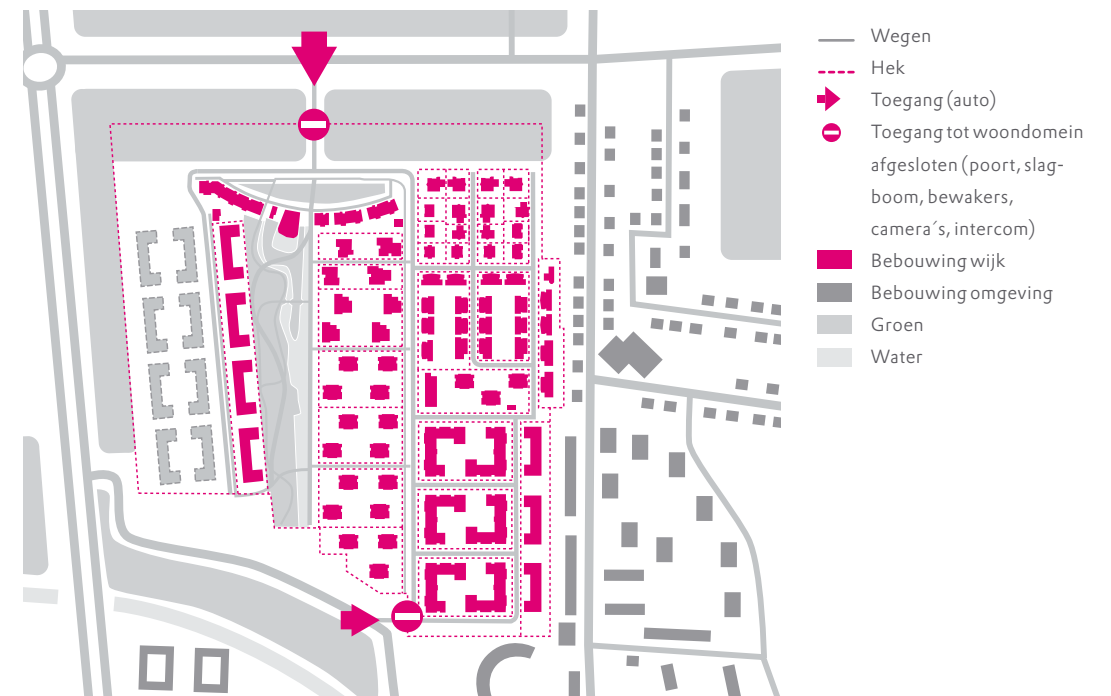 Wegen
Hek
Toegang (auto)
Toegang tot woondomein
afgesloten (poort, slag-
boom, bewakers,
camera´s, intercom)
Bebouwing wijk
Bebouwing omgeving
Groen
Water